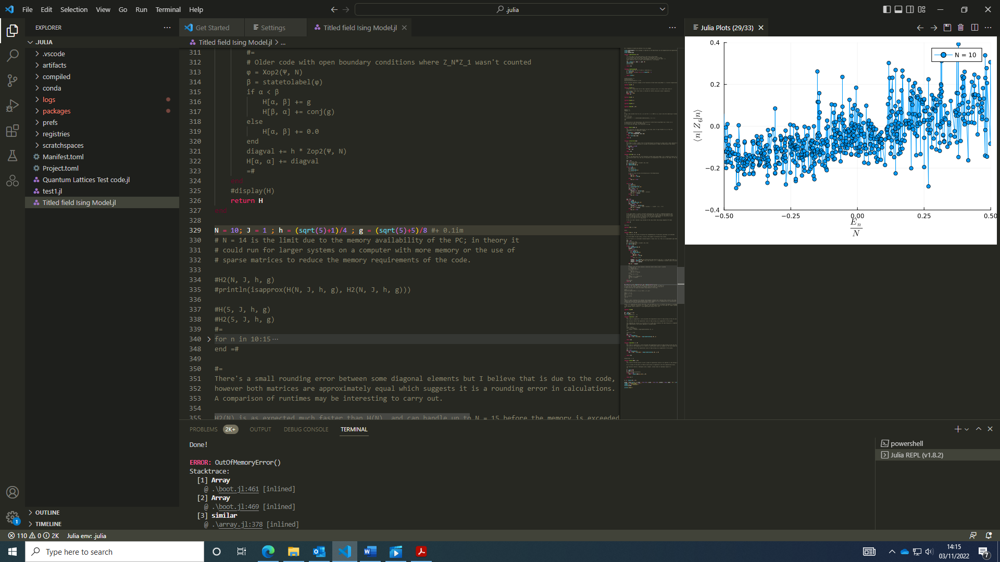 File Edit Selection View Go Run Terminal Help
.julia
EXPLORER
JULIA
.vscode
artifacts
compiled
conda
logs
packages
prefs
registries
scratchspaces
Manifest.toml
Project.toml
Quantum Lattices Test code.jl
test1.jl
Titled field Ising Model.jl
OUTLINE
TIMELINE
Get Started
Settings
Titled field Ising Model.jl
Titled field Ising Model.jl > ...
311 #=
312 # Older code with open boundary conditions where Z_N*Z_1 wasn't counted
313 φ = Xop2(Ψ, N)
314 β = statetolabel(φ)
315 if α < β
316 H[α, β] += g
317 H[β, α] += conj(g)
318 else
319 H[α, β] += 0.0
320 end
321 diagval += h * Zop2(Ψ, N)
322 H[α, α] += diagval
323 =#
324 end
325 #display(H)
326 return H
327 end
328
329 N = 10; J = 1 ; h = (sqrt(5)+1)/4 ; g = (sqrt(5)+5)/8 #+ 0.1im
330 # N = 14 is the limit due to the memory availability of the PC; in theory it
331 # could run for larger systems on a computer with more memory or the use of
332 # sparse matrices to reduce the memory requirements of the code.
333
334 #H2(N, J, h, g)
335 #println(isapprox(H(N, J, h, g), H2(N, J, h, g)))
336
337 #H(5, J, h, g)
338 #H2(5, J, h, g)
339 #=
340 for n in 10:15 ⋯
348 end =#
349
350 #=
351 There's a small rounding error between some diagonal elements but I believe that is due to the code,
352 however both matrices are approximately equal which suggests it is a rounding error in calculations.
353 A comparison of runtimes may be interesting to carry out.
354
355 H2(N) is as expected much faster than H(N), and can handle up to N = 15 before the memory is exceeded
Julia Plots (29/33)
N = 10
0.4
0.2
0.0
−0.2
−0.4
⟨n| Z6|n⟩
−0.50 −0.25 0.00 0.25 0.50
En
N
PROBLEMS 2K+ OUTPUT DEBUG CONSOLE TERMINAL
Done!
ERROR: OutOfMemoryError()
Stacktrace:
[1] Array
@ .\boot.jl:461 [inlined]
[2] Array
@ .\boot.jl:469 [inlined]
[3] similar
@ .\array.jl:378 [inlined]
powershell
Julia REPL (v1.8.2)
1
110 0 2K Julia env: .julia
Type here to search
14:15
03/11/2022
7